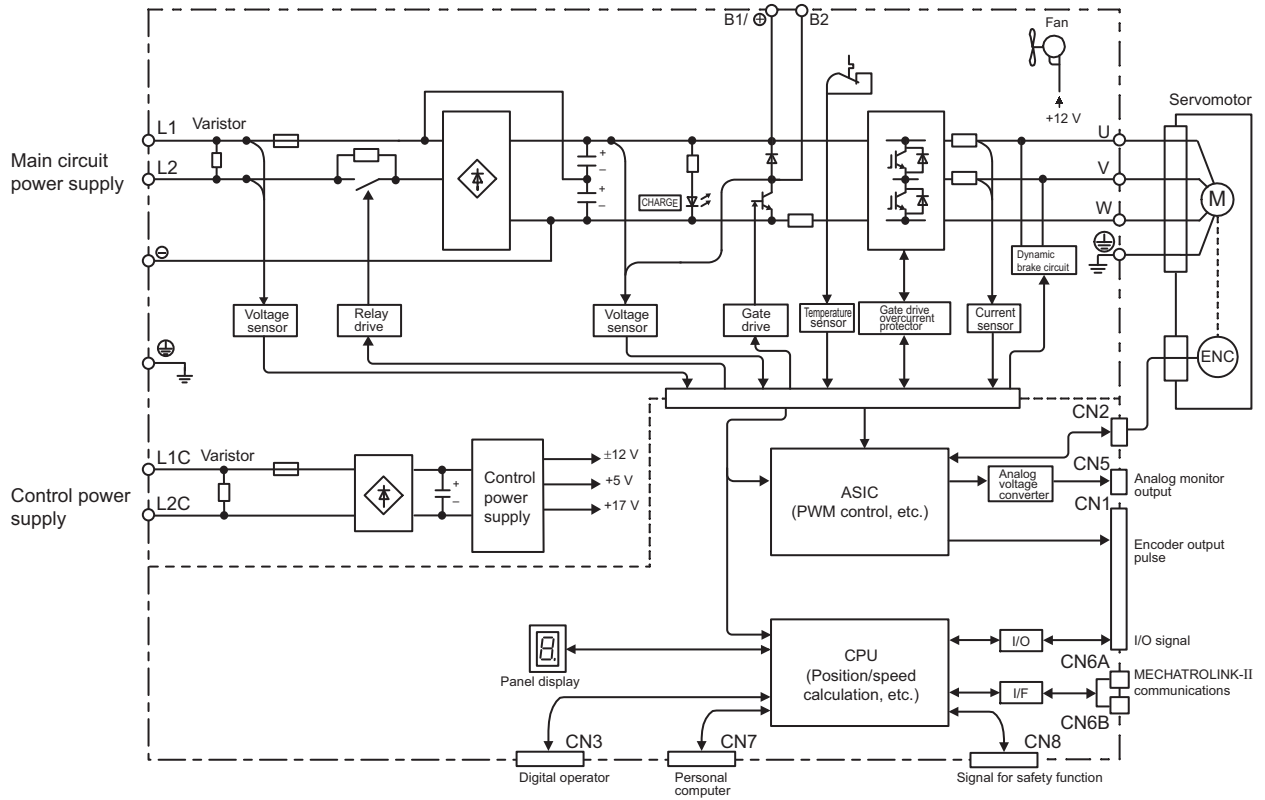 B1/ ⊕
B2
Fan
+12 V
Servomotor
Main circuit
power supply
L1
Varistor
L2
+
–
+
–
CHARGE
U
V
W
M
⊖
Dynamic
brake circuit
Voltage
sensor
Relay
drive
Voltage
sensor
Gate
drive
Temperature
sensor
Gate drive
overcurrent
protector
Current
sensor
ENC
CN2
Control power
supply
L1C
Varistor
L2C
+
–
Control
power
supply
±12 V
+5 V
+17 V
ASIC
(PWM control, etc.)
Analog
voltage
converter
CN5
Analog monitor
output
CN1
Encoder output
pulse
8.
Panel display
CPU
(Position/speed
calculation, etc.)
I/O
I/O signal
CN6A
I/F
MECHATROLINK-II
communications
CN6B
CN3
Digital operator
CN7
Personal
computer
CN8
Signal for safety function